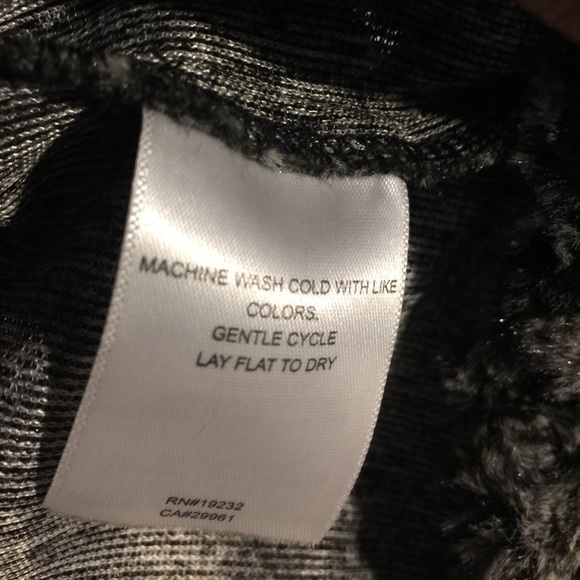 MACHINE WASH COLD WITH LIKE
COLORS.
GENTLE CYCLE
LAY FLAT TO DRY
RN#19232
CA#29961